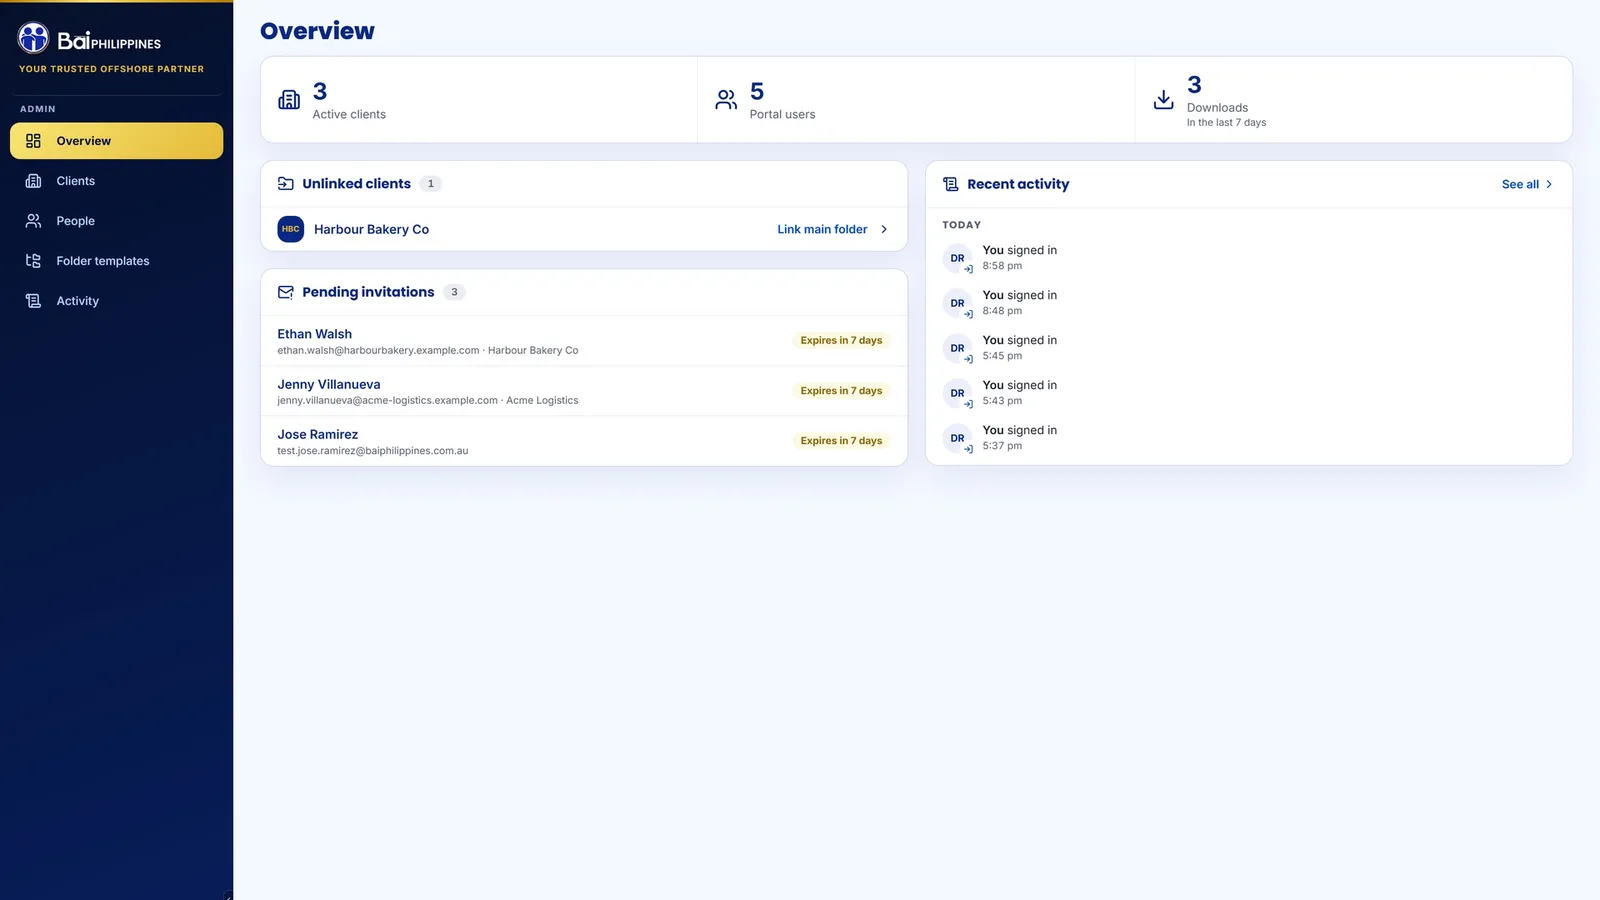 Bai PHILIPPINES
YOUR TRUSTED OFFSHORE PARTNER
ADMIN
Overview
Clients
People
Folder templates
Activity
Overview
3
Active clients
5
Portal users
3
Downloads
In the last 7 days
Unlinked clients 1
HBC Harbour Bakery Co Link main folder
Pending invitations 3
Ethan Walsh
ethan.walsh@harbourbakery.example.com · Harbour Bakery Co
Expires in 7 days
Jenny Villanueva
jenny.villanueva@acme-logistics.example.com · Acme Logistics
Expires in 7 days
Jose Ramirez
test.jose.ramirez@baiphilippines.com.au
Expires in 7 days
Recent activity See all
TODAY
DR You signed in
8:58 pm
DR You signed in
8:48 pm
DR You signed in
5:45 pm
DR You signed in
5:43 pm
DR You signed in
5:37 pm